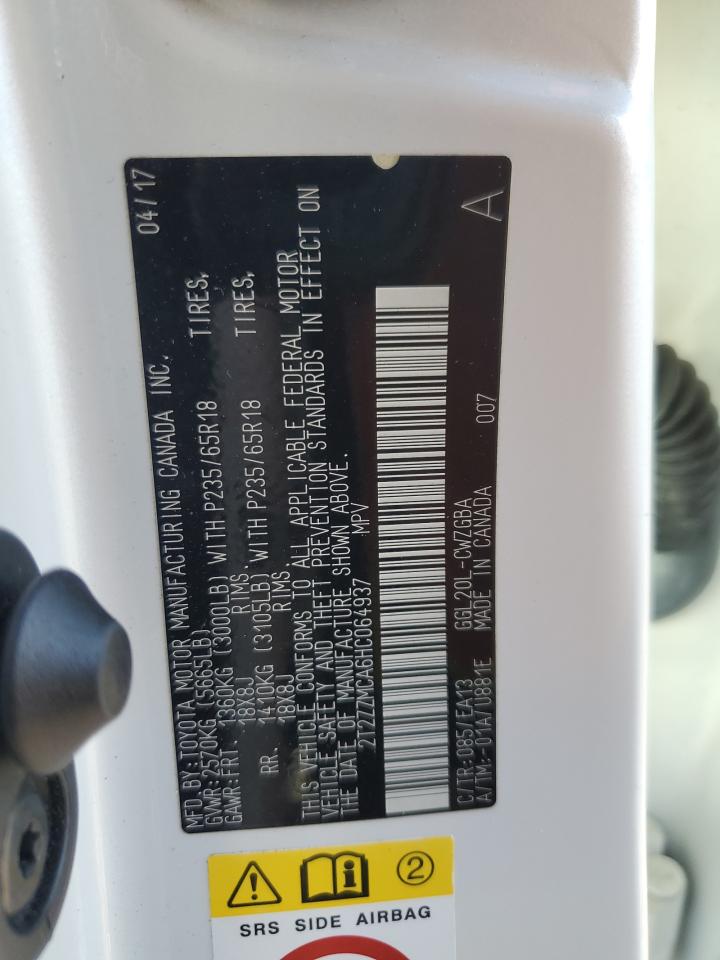 MFD. BY: TOYOTA MOTOR MANUFACTURING CANADA INC. 04/17
GVWR: 2570KG (5665LB)
GAWR: FRT. 1360KG (3000LB) WITH P235/65R18 TIRES,
18X8J RIMS.
RR. 1410KG (3105LB) WITH P235/65R18 TIRES,
18X8J RIMS.
THIS VEHICLE CONFORMS TO ALL APPLICABLE FEDERAL MOTOR
VEHICLE SAFETY AND THEFT PREVENTION STANDARDS IN EFFECT ON
THE DATE OF MANUFACTURE SHOWN ABOVE.
2T2ZZMCA6HC064937 MPV
C/TR: 085/EA13 GGL20L-CWZGBA A
A/TM: -01A/U881E MADE IN CANADA 007
2
SRS SIDE AIRBAG